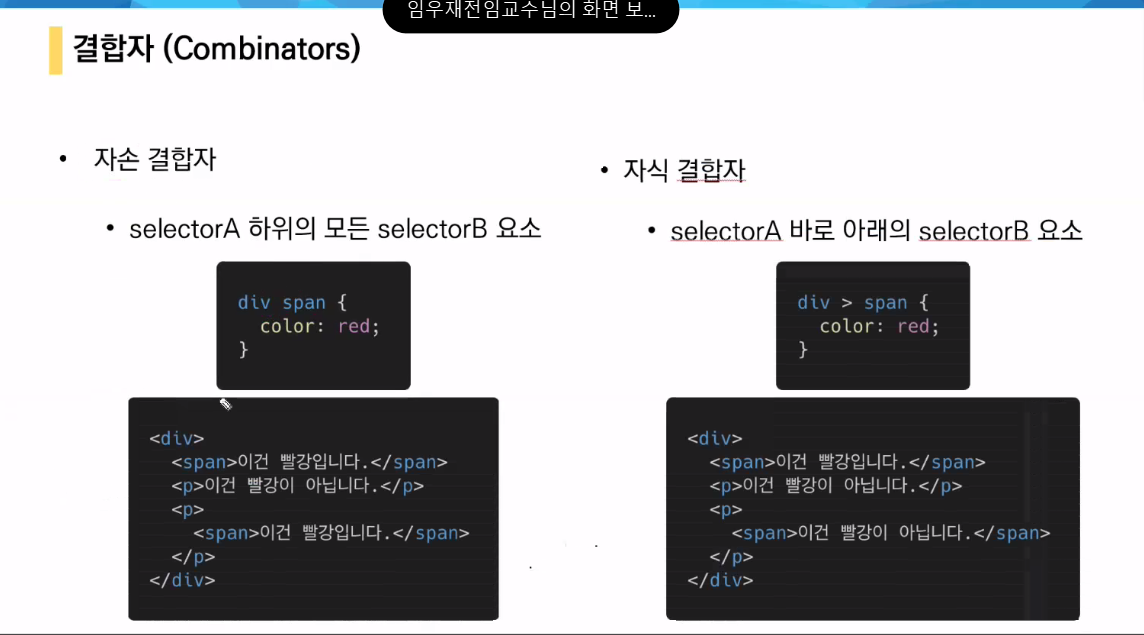 임우재전임교수님의 화면 보...
결합자 (Combinators)
• 자손 결합자
• selectorA 하위의 모든 selectorB 요소
div span {
  color: red;
}
<div>
  <span>이건 빨강입니다.</span>
  <p>이건 빨강이 아닙니다.</p>
  <p>
    <span>이건 빨강입니다.</span>
  </p>
</div>
• 자식 결합자
• selectorA 바로 아래의 selectorB 요소
div > span {
  color: red;
}
<div>
  <span>이건 빨강입니다.</span>
  <p>이건 빨강이 아닙니다.</p>
  <p>
    <span>이건 빨강이 아닙니다.</span>
  </p>
</div>